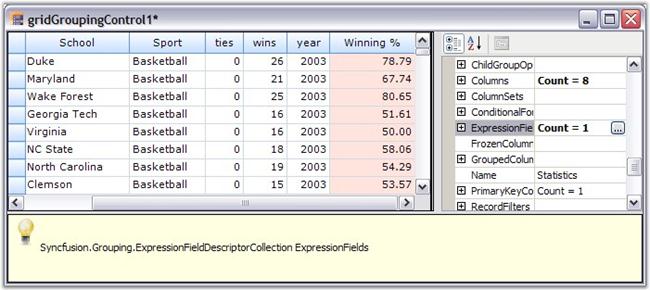 gridGroupingControl1*
School Sport ties wins year Winning %
Duke Basketball 0 26 2003 78.79
Maryland Basketball 0 21 2003 67.74
Wake Forest Basketball 0 25 2003 80.65
Georgia Tech Basketball 0 16 2003 51.61
Virginia Basketball 0 16 2003 50.00
NC State Basketball 0 18 2003 58.06
North Carolina Basketball 0 19 2003 54.29
Clemson Basketball 0 15 2003 53.57
ChildGroupOp
Columns Count = 8
ColumnSets
ConditionalFor
ExpressionFie Count = 1 ...
FrozenColumn
GroupedColum
Name Statistics
PrimaryKeyCo Count = 1
RecordFilters
Syncfusion.Grouping.ExpressionFieldDescriptorCollection ExpressionFields